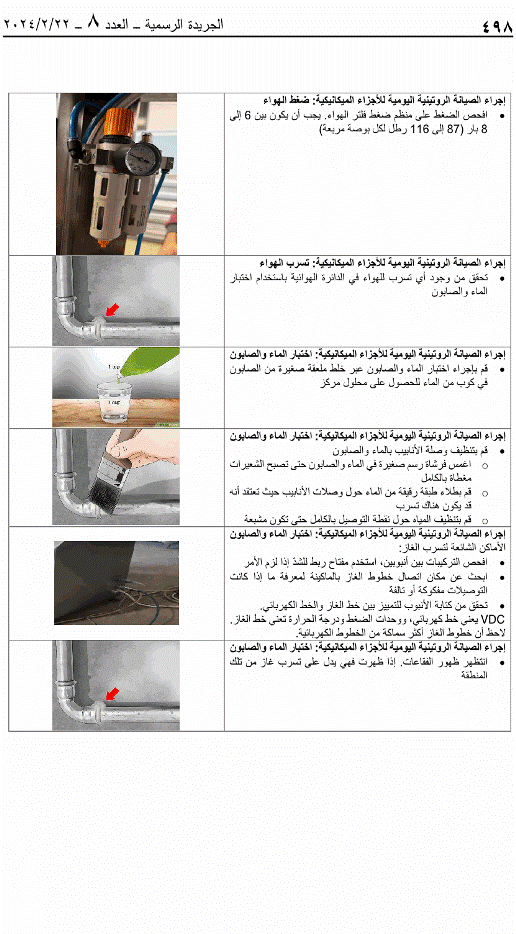 ٤٩٨ الجريدة الرسمية – العدد ٨ – ٢٠٢٤/٢/٢٢
إجراء الصيانة الروتينية اليومية للأجزاء الميكانيكية: ضغط الهواء
• افحص الضغط على منظم ضغط فلتر الهواء. يجب أن يكون بين 6 إلى
8 بار (87 إلى 116 رطل لكل بوصة مربعة)
إجراء الصيانة الروتينية اليومية للأجزاء الميكانيكية: تسرب الهواء
• تحقق من وجود أي تسرب للهواء في الدائرة الهوائية باستخدام اختبار
الماء والصابون
إجراء الصيانة الروتينية اليومية للأجزاء الميكانيكية: اختبار الماء والصابون
• قم بإجراء اختبار الماء والصابون عبر خلط ملعقة صغيرة من الصابون
في كوب من الماء للحصول على محلول مركز
1 cup
إجراء الصيانة الروتينية اليومية للأجزاء الميكانيكية: اختبار الماء والصابون
• قم بتنظيف وصلة الأنابيب بالماء والصابون
o اغمس فرشاة رسم صغيرة في الماء والصابون حتى تصبح الشعيرات
مغطاة بالكامل
o قم بطلاء طبقة رقيقة من الماء حول وصلات الأنابيب حيث تعتقد أنه
قد يكون هناك تسرب
o قم بتنظيف المياه حول نقطة التوصيل بالكامل حتى تكون مشبعة
إجراء الصيانة الروتينية اليومية للأجزاء الميكانيكية: اختبار الماء والصابون
الأماكن الشائعة لتسرب الغاز:
• افحص التركيبات بين أنبوبين، استخدم مفتاح ربط للشدّ إذا لزم الأمر
• ابحث عن مكان اتصال خطوط الغاز بالماكينة لمعرفة ما إذا كانت
التوصيلات مفكوكة أو تالفة
• تحقق من كتابة الأنبوب للتمييز بين خط الغاز والخط الكهربائي.
VDC يعني خط كهربائي، ووحدات الضغط ودرجة الحرارة تعني خط الغاز.
لاحظ أن خطوط الغاز أكثر سماكة من الخطوط الكهربائية.
إجراء الصيانة الروتينية اليومية للأجزاء الميكانيكية: اختبار الماء والصابون
• انتظهر ظهور الفقاعات. إذا ظهرت فهي يدل على تسرب غاز من تلك
المنطقة